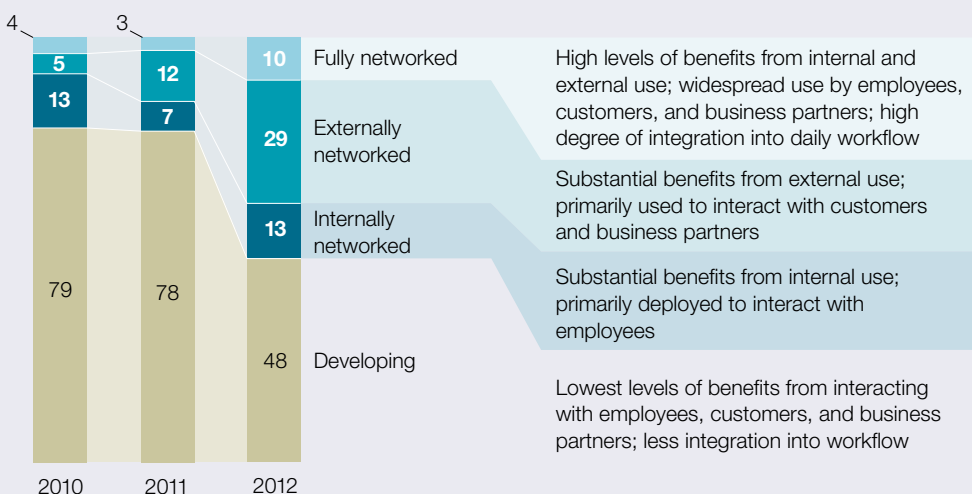 4
3
5
12
10
13
7
29
13
79
78
48
2010
2011
2012
Fully networked
Externally
networked
Internally
networked
Developing
High levels of benefits from internal and
external use; widespread use by employees,
customers, and business partners; high
degree of integration into daily workflow
Substantial benefits from external use;
primarily used to interact with customers
and business partners
Substantial benefits from internal use;
primarily deployed to interact with
employees
Lowest levels of benefits from interacting
with employees, customers, and business
partners; less integration into workflow